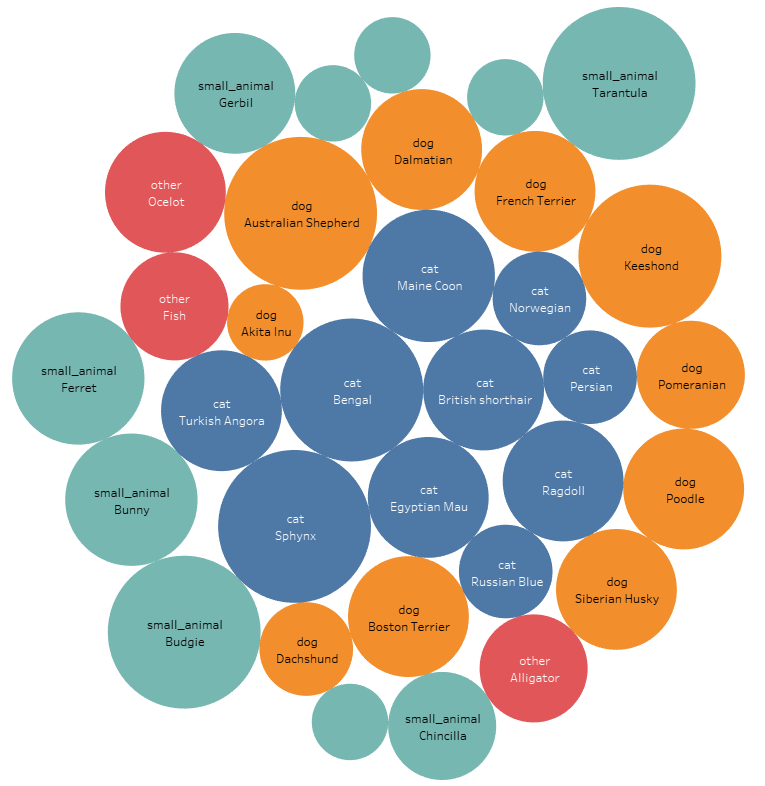 small_animal
Gerbil
small_animal
Tarantula
dog
Dalmatian
other
Ocelot
dog
French Terrier
dog
Australian Shepherd
dog
Keeshond
cat
Maine Coon
cat
Norwegian
other
Fish
dog
Akita Inu
small_animal
Ferret
cat
Turkish Angora
cat
Bengal
cat
British shorthair
cat
Persian
dog
Pomeranian
small_animal
Bunny
cat
Egyptian Mau
cat
Ragdoll
dog
Poodle
cat
Sphynx
cat
Russian Blue
dog
Siberian Husky
small_animal
Budgie
dog
Dachshund
dog
Boston Terrier
other
Alligator
small_animal
Chincilla